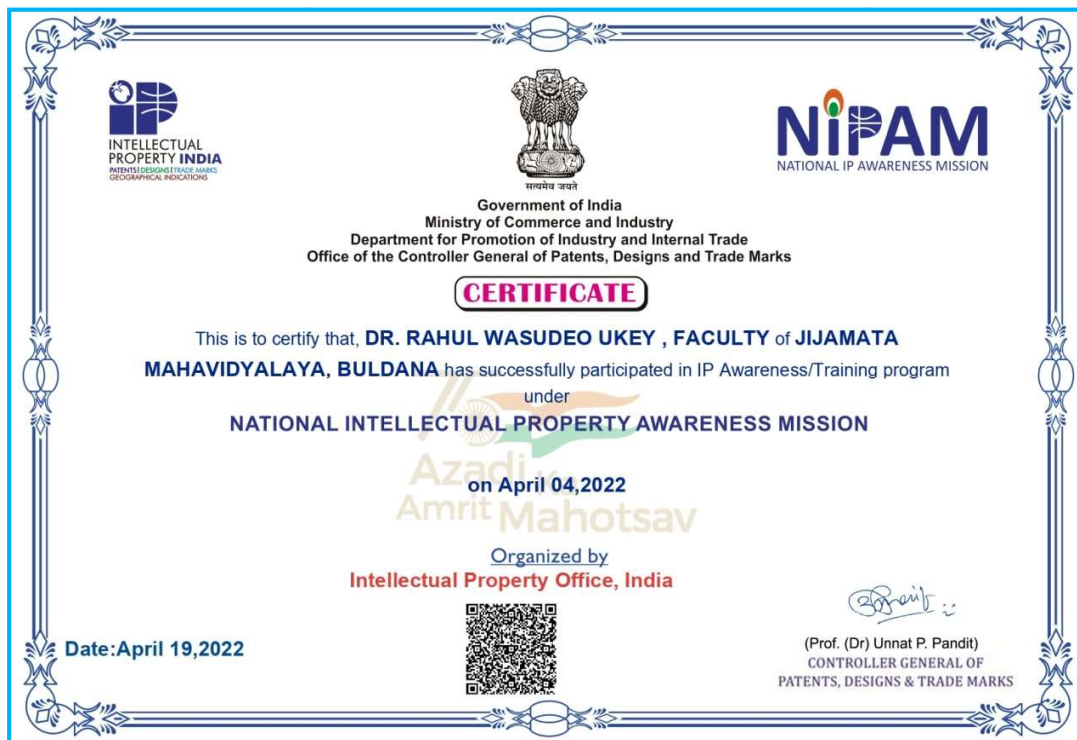 INTELLECTUAL
PROPERTY INDIA
PATENTS|DESIGNS|TRADE MARKS
GEOGRAPHICAL INDICATIONS
सत्यमेव जयते
NiPAM
NATIONAL IP AWARENESS MISSION
Government of India
Ministry of Commerce and Industry
Department for Promotion of Industry and Internal Trade
Office of the Controller General of Patents, Designs and Trade Marks
CERTIFICATE
This is to certify that, DR. RAHUL WASUDEO UKEY , FACULTY of JIJAMATA
MAHAVIDYALAYA, BULDANA has successfully participated in IP Awareness/Training program
under
NATIONAL INTELLECTUAL PROPERTY AWARENESS MISSION
Azadi Ka
on April 04,2022
Amrit Mahotsav
Organized by
Intellectual Property Office, India
Date:April 19,2022
(Prof. (Dr) Unnat P. Pandit)
CONTROLLER GENERAL OF
PATENTS, DESIGNS & TRADE MARKS